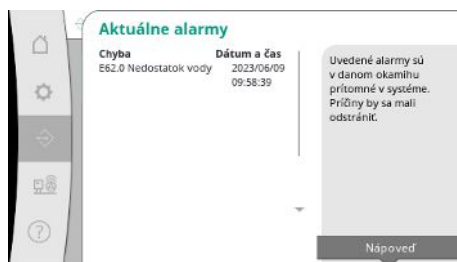 Aktuálne alarmy
Chyba Dátum a čas
E62.0 Nedostatok vody 2023/06/09
09:58:39
Uvedené alarmy sú
v danom okamihu
prítomné v systéme.
Príčiny by sa mali
odstrániť.
Nápoveď
?